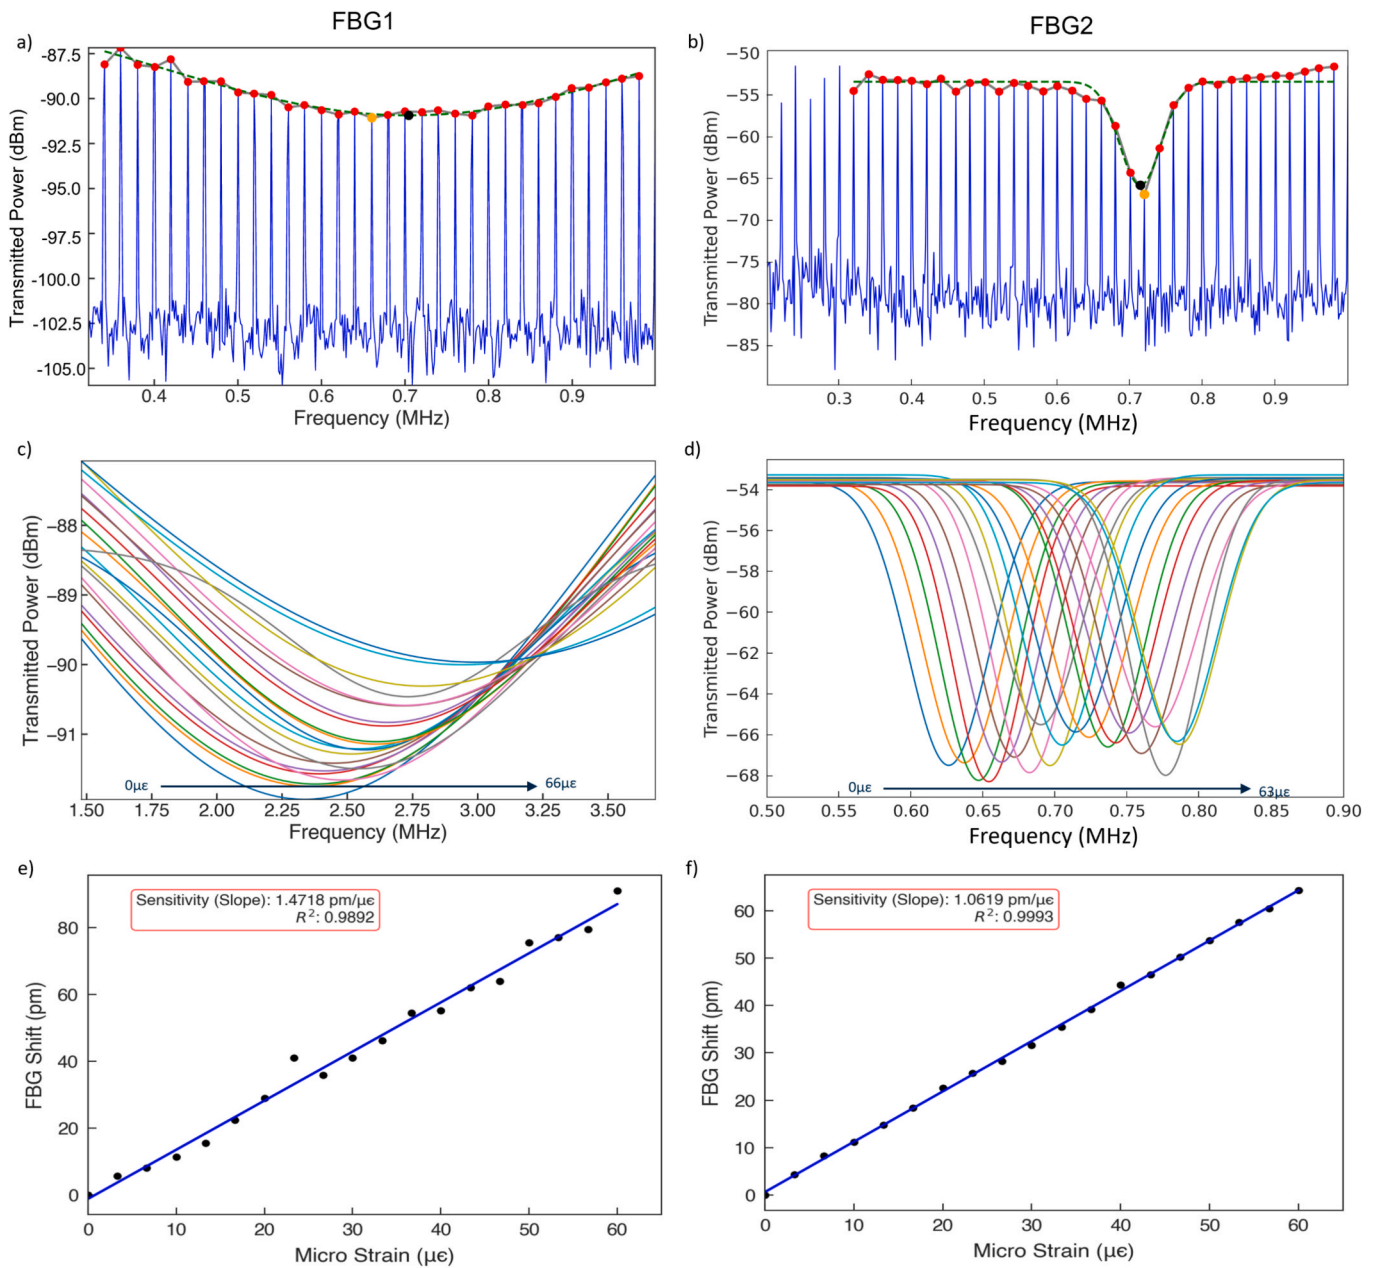 FBG1
FBG2
a)
-87.5
-90.0
-92.5
-95.0
-97.5
-100.0
-102.5
-105.0
Transmitted Power (dBm)
0.4 0.5 0.6 0.7 0.8 0.9
Frequency (MHz)
b)
−50
−55
−60
−65
−70
−75
−80
−85
Transmitted Power (dBm)
0.3 0.4 0.5 0.6 0.7 0.8 0.9
Frequency (MHz)
c)
−88
−89
−90
−91
Transmitted Power (dBm)
0με
66με
1.50 1.75 2.00 2.25 2.50 2.75 3.00 3.25 3.50
Frequency (MHz)
d)
−54
−56
−58
−60
−62
−64
−66
−68
Transmitted Power (dBm)
0με
63με
0.50 0.55 0.60 0.65 0.70 0.75 0.80 0.85 0.90
Frequency (MHz)
e)
Sensitivity (Slope): 1.4718 pm/μϵ
R²: 0.9892
80
60
40
20
0
FBG Shift (pm)
0 10 20 30 40 50 60
Micro Strain (μϵ)
f)
Sensitivity (Slope): 1.0619 pm/μϵ
R²: 0.9993
60
50
40
30
20
10
0
FBG Shift (pm)
0 10 20 30 40 50 60
Micro Strain (μϵ)